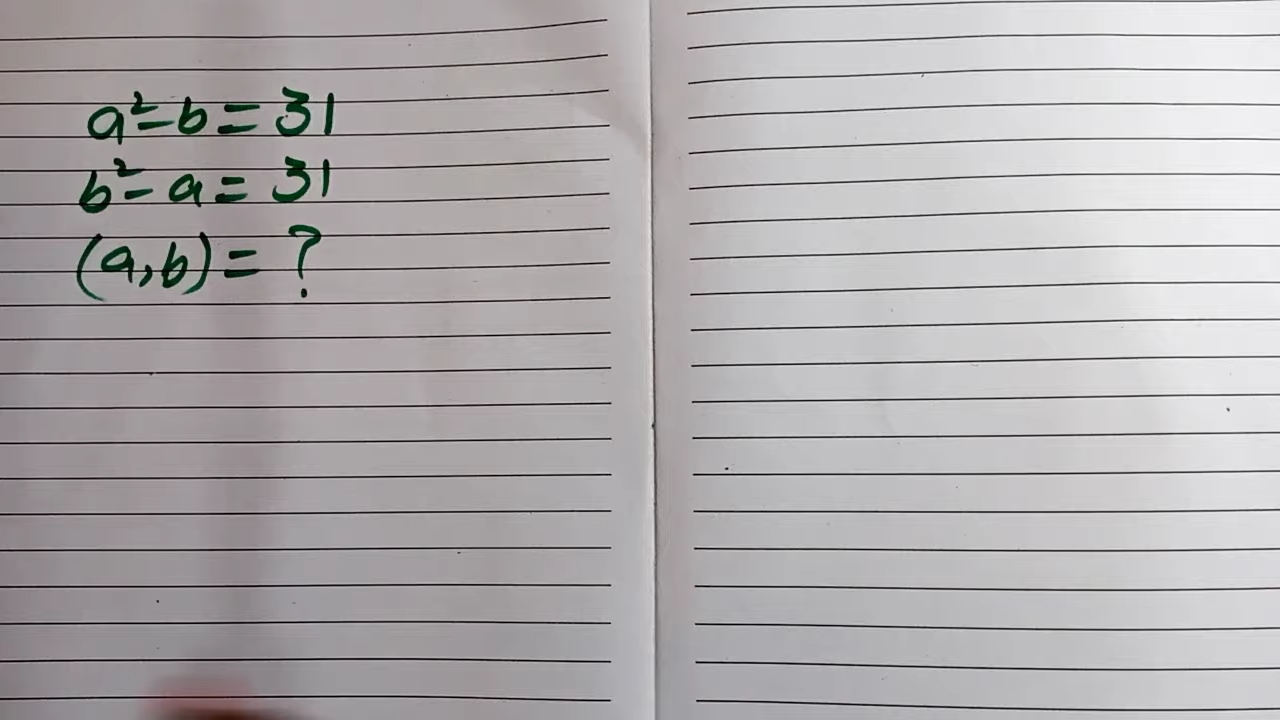 a²-b = 31
b²-a = 31
(a,b) = ?